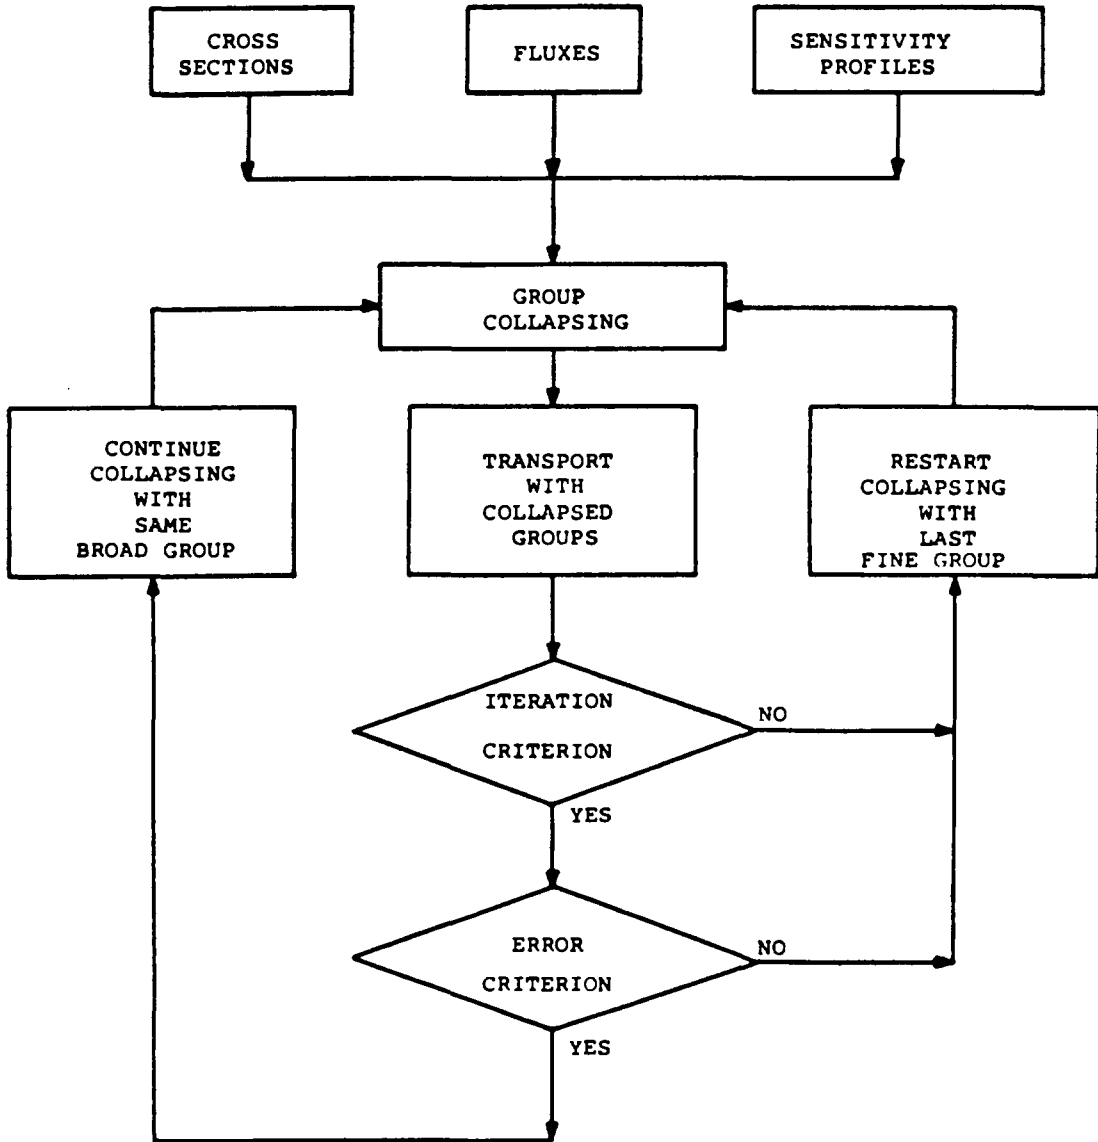 CROSS
SECTIONS
FLUXES
SENSITIVITY
PROFILES
GROUP
COLLAPSING
CONTINUE
COLLAPSING
WITH
SAME
BROAD GROUP
TRANSPORT
WITH
COLLAPSED
GROUPS
RESTART
COLLAPSING
WITH
LAST
FINE GROUP
ITERATION
CRITERION
NO
YES
ERROR
CRITERION
NO
YES